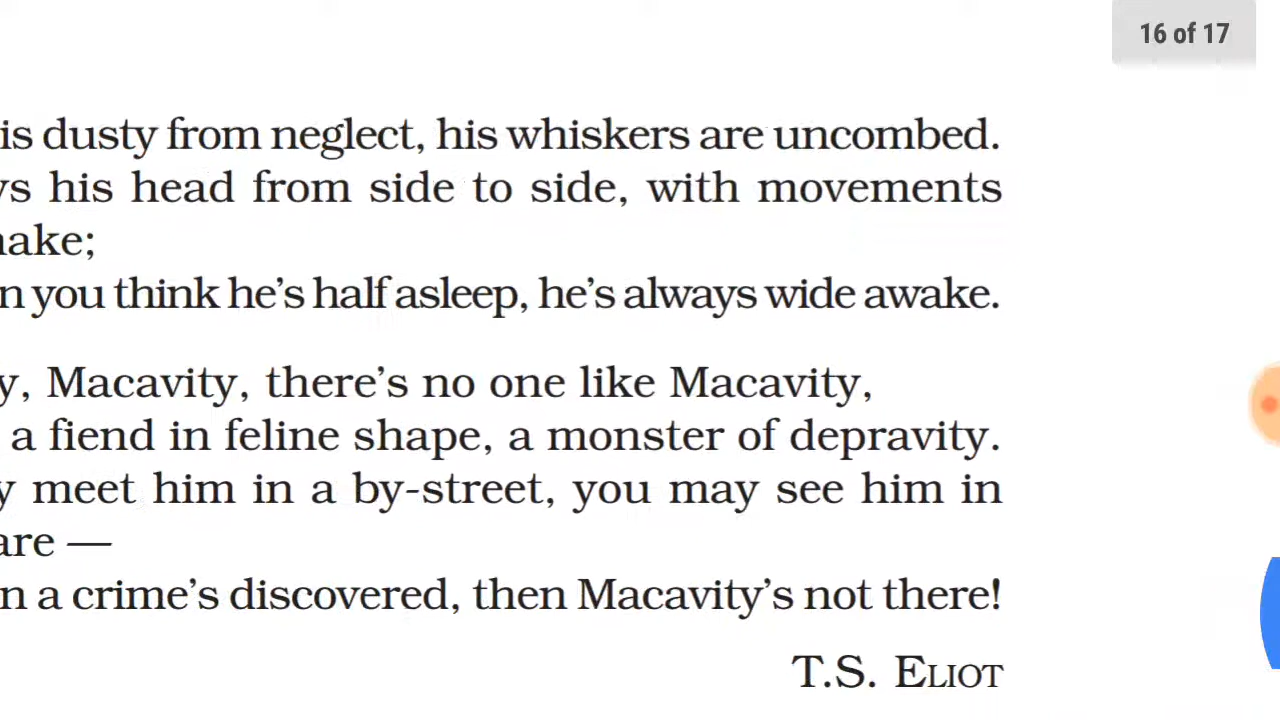 16 of 17
is dusty from neglect, his whiskers are uncombed.
his head from side to side, with movements
you think he's half asleep, he's always wide awake.
Macavity, there's no one like Macavity,
a fiend in feline shape, a monster of depravity.
meet him in a by-street, you may see him in
—
a crime's discovered, then Macavity's not there!
T.S. ELIOT